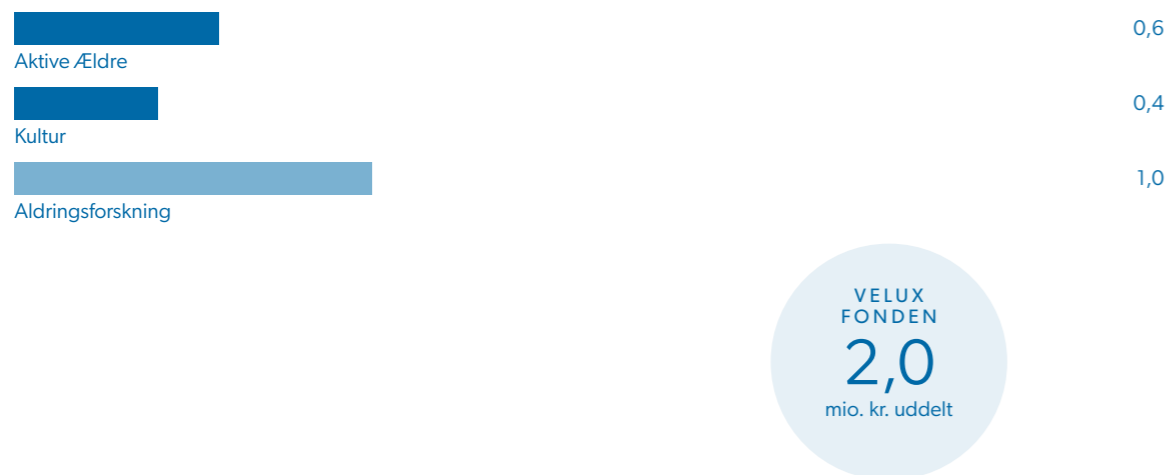 0,6
Aktive Ældre
0,4
Kultur
1,0
Aldringsforskning
VELUX
FONDEN
2,0
mio. kr. uddelt